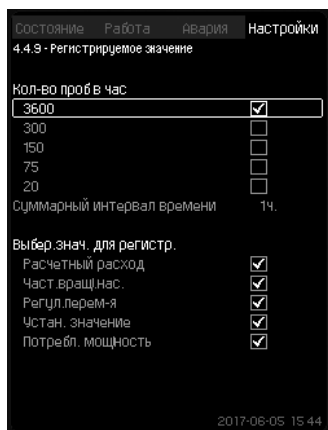 Состояние Работа Авария Настройки
4.4.9 - Регистрируемое значение
Кол-во проб в час
3600
300
150
75
20
Суммарный интервал времени 1ч.
Выбер.знач. для регистр.
Расчетный расход
Част.вращ.нас.
Регул.перем-я
Устан. значение
Потребл. мощность
2017-06-05 15:44